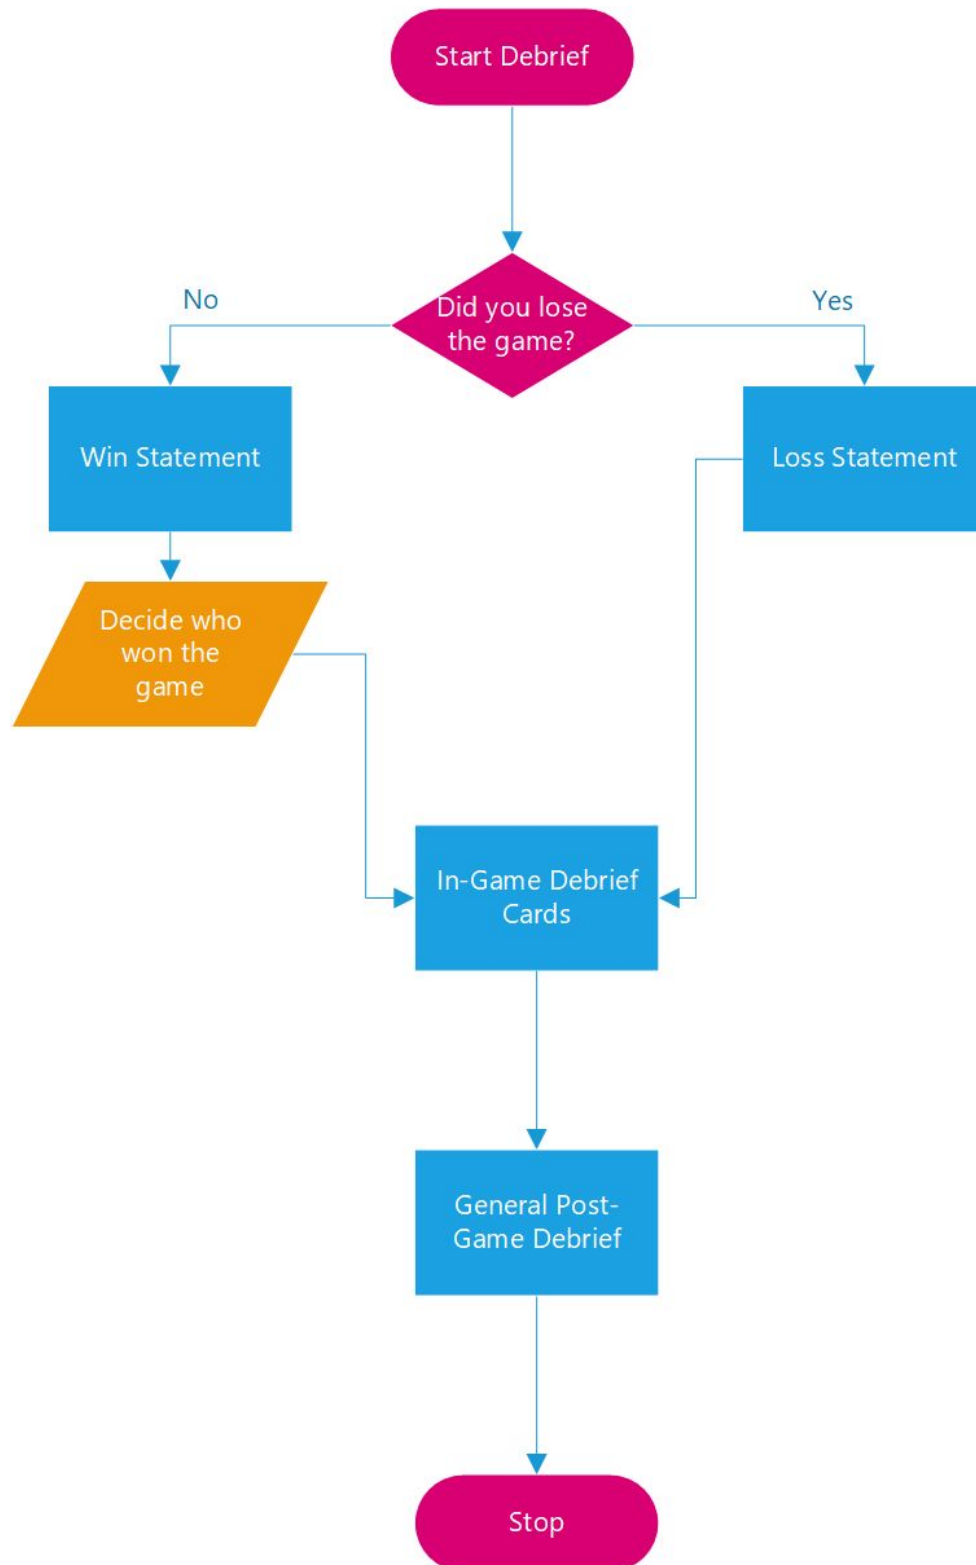 Start Debrief
Did you lose
the game?
No
Yes
Win Statement
Loss Statement
Decide who
won the
game
In-Game Debrief
Cards
General Post-
Game Debrief
Stop